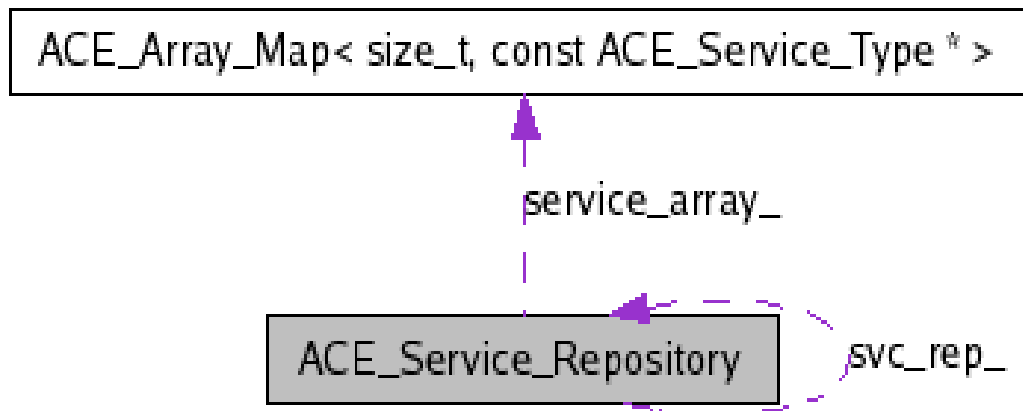 ACE_Array_Map< size_t, const ACE_Service_Type * >
service_array_
ACE_Service_Repository
svc_rep_